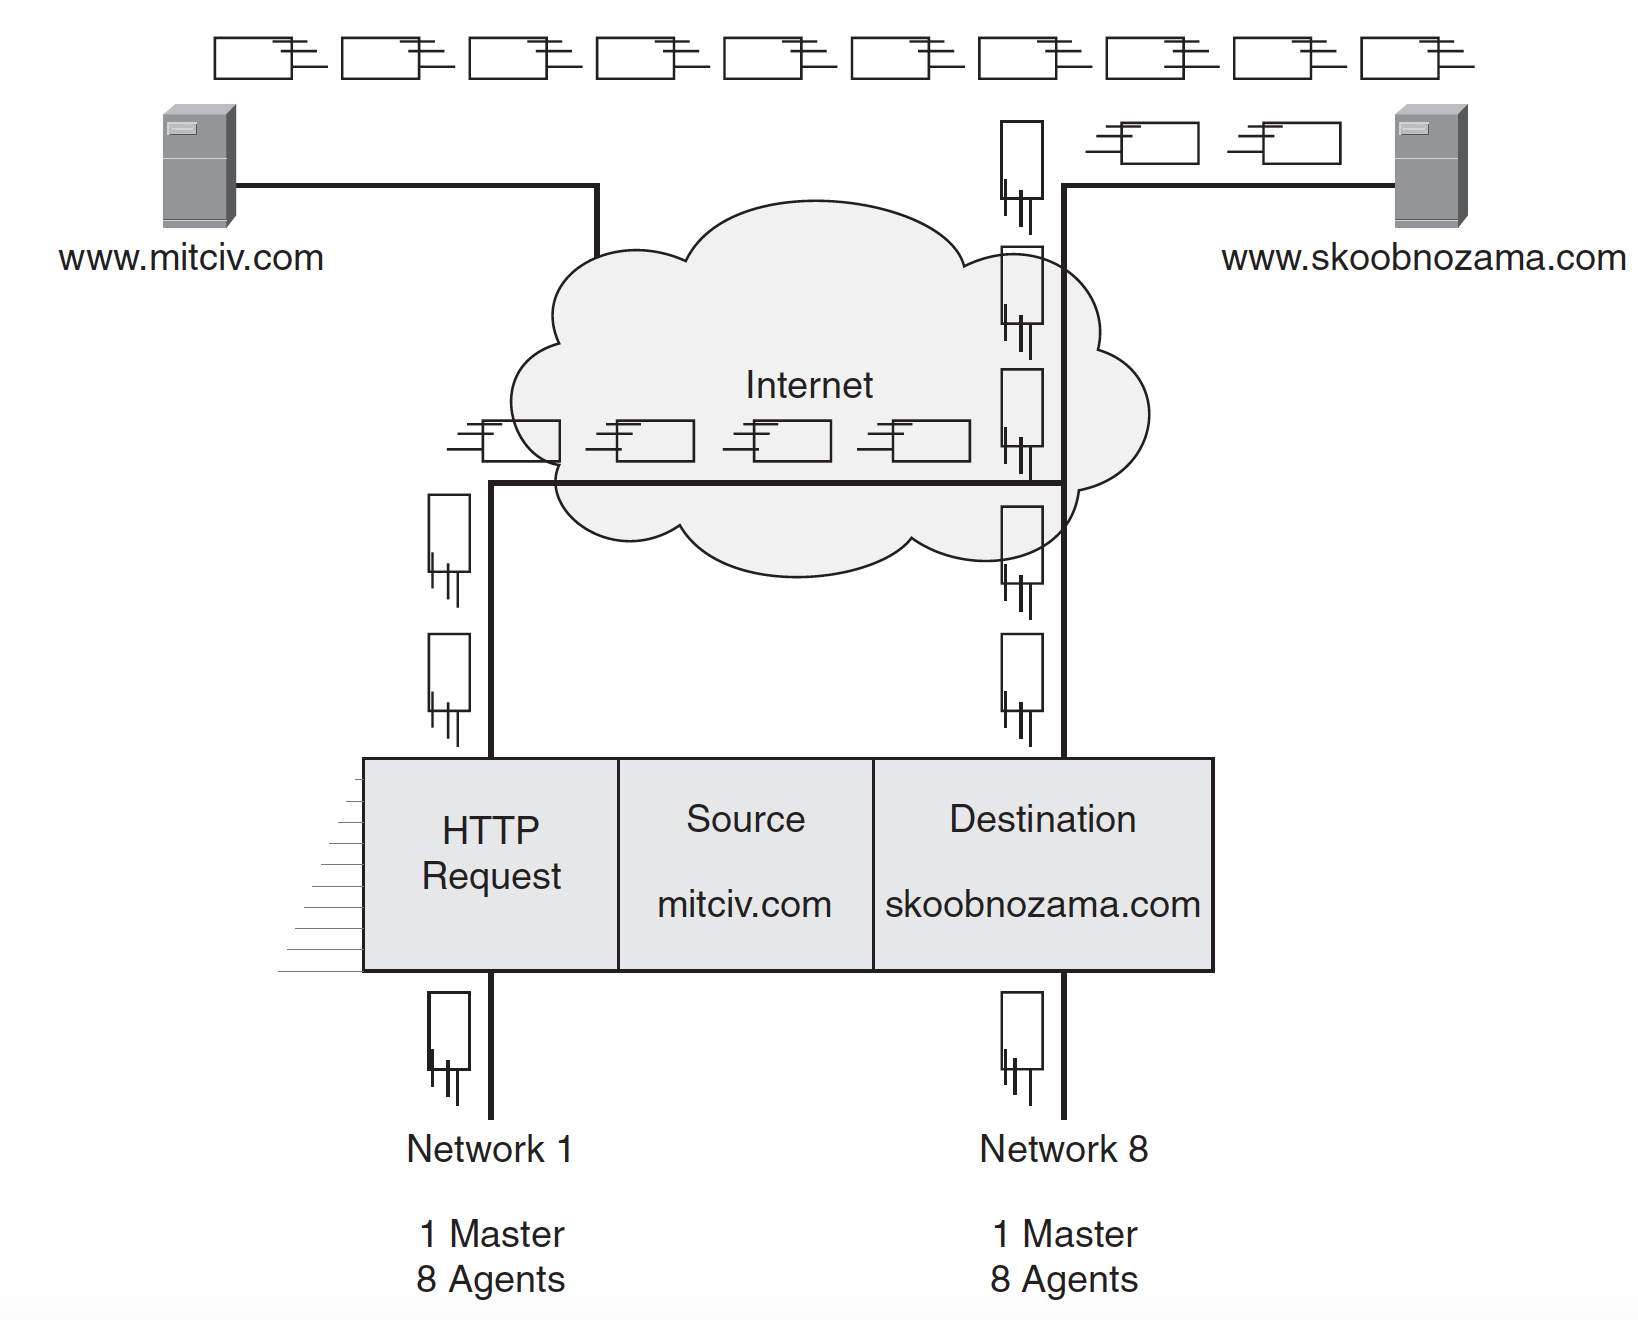 www.mitciv.com
www.skoobnozama.com
Internet
HTTP
Request
Source
mitciv.com
Destination
skoobnozama.com
Network 1
1 Master
8 Agents
Network 8
1 Master
8 Agents